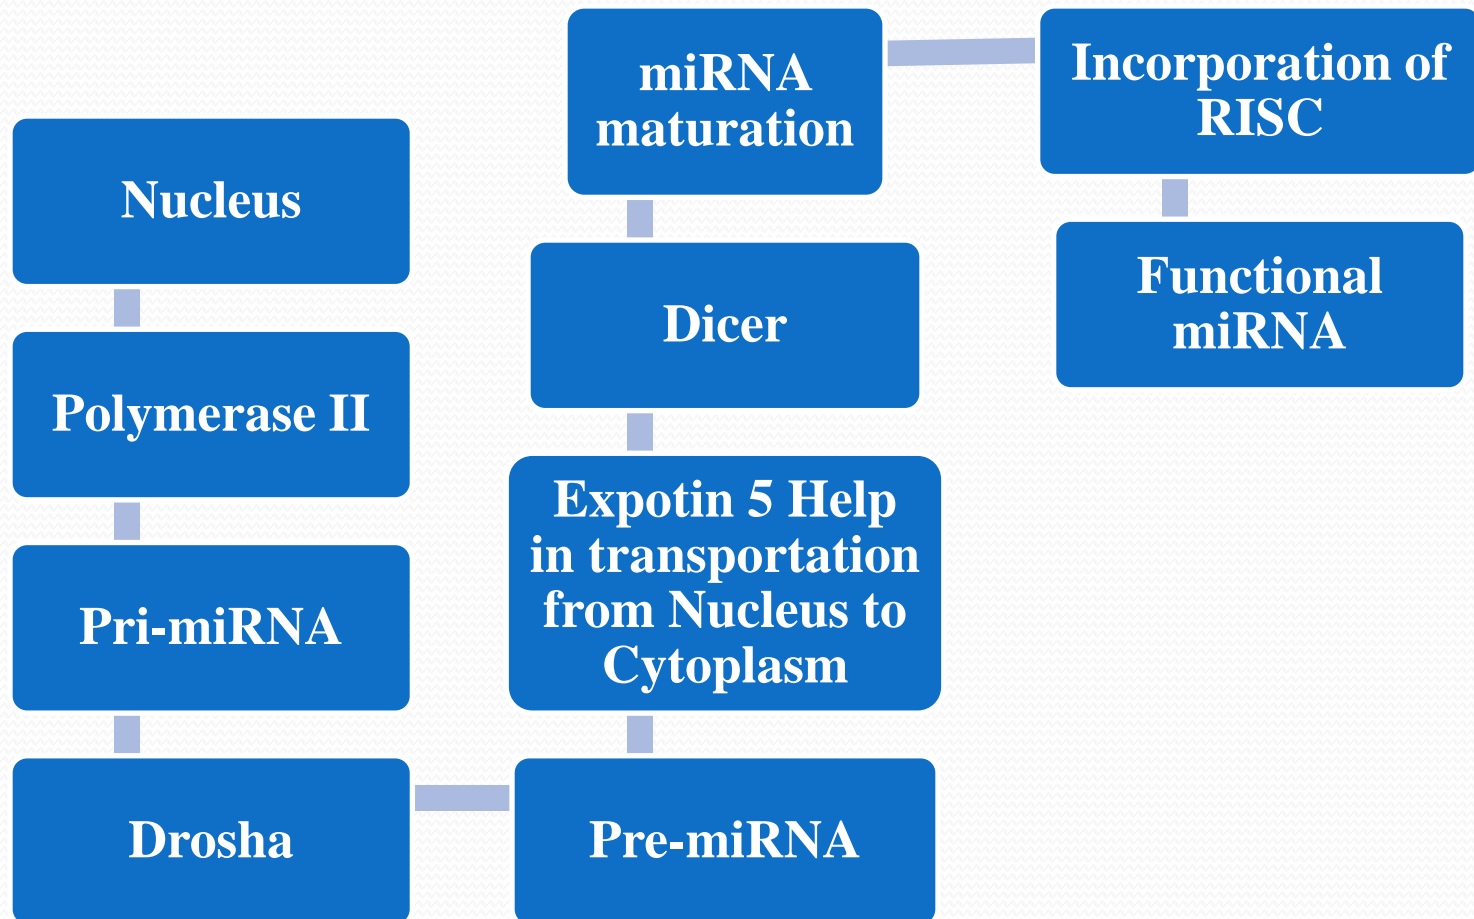 Nucleus
Polymerase II
Pri-miRNA
Drosha
Pre-miRNA
Expotin 5 Help
in transportation
from Nucleus to
Cytoplasm
Dicer
miRNA
maturation
Incorporation of
RISC
Functional
miRNA